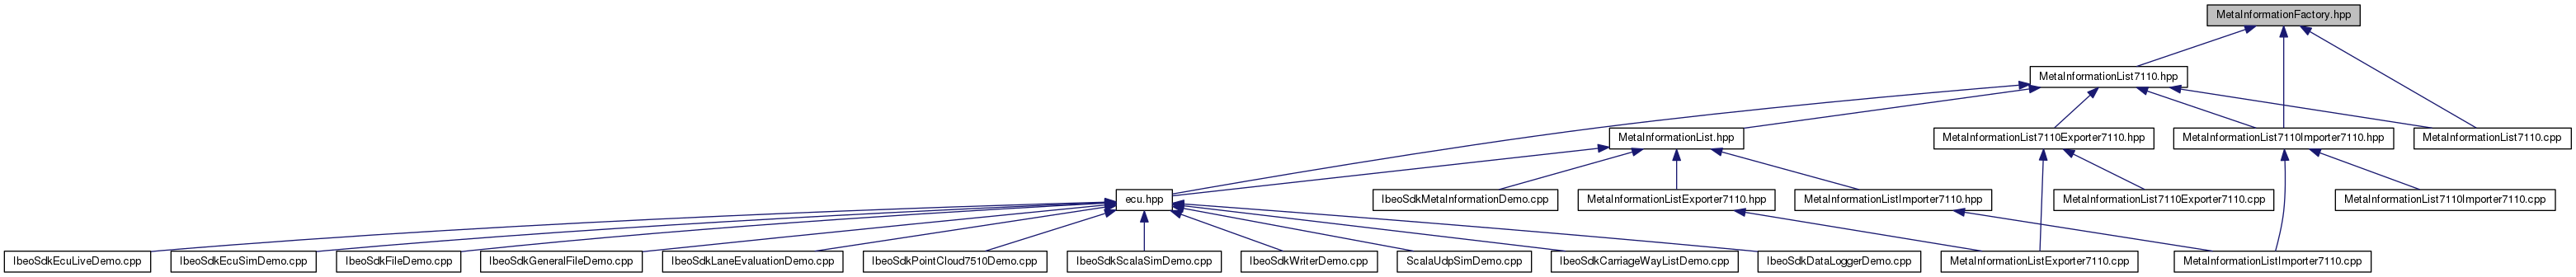 MetaInformationFactory.hpp
MetaInformationList7110.hpp
MetaInformationList.hpp
MetaInformationList7110Exporter7110.hpp
MetaInformationList7110Importer7110.hpp
MetaInformationList7110.cpp
ecu.hpp
IbeoSdkMetaInformationDemo.cpp
MetaInformationListExporter7110.hpp
MetaInformationListImporter7110.hpp
MetaInformationList7110Exporter7110.cpp
MetaInformationList7110Importer7110.cpp
IbeoSdkEcuLiveDemo.cpp
IbeoSdkEcuSimDemo.cpp
IbeoSdkFileDemo.cpp
IbeoSdkGeneralFileDemo.cpp
IbeoSdkLaneEvaluationDemo.cpp
IbeoSdkPointCloud7510Demo.cpp
IbeoSdkScalaSimDemo.cpp
IbeoSdkWriterDemo.cpp
ScalaUdpSimDemo.cpp
IbeoSdkCarriageWayListDemo.cpp
IbeoSdkDataLoggerDemo.cpp
MetaInformationListExporter7110.cpp
MetaInformationListImporter7110.cpp